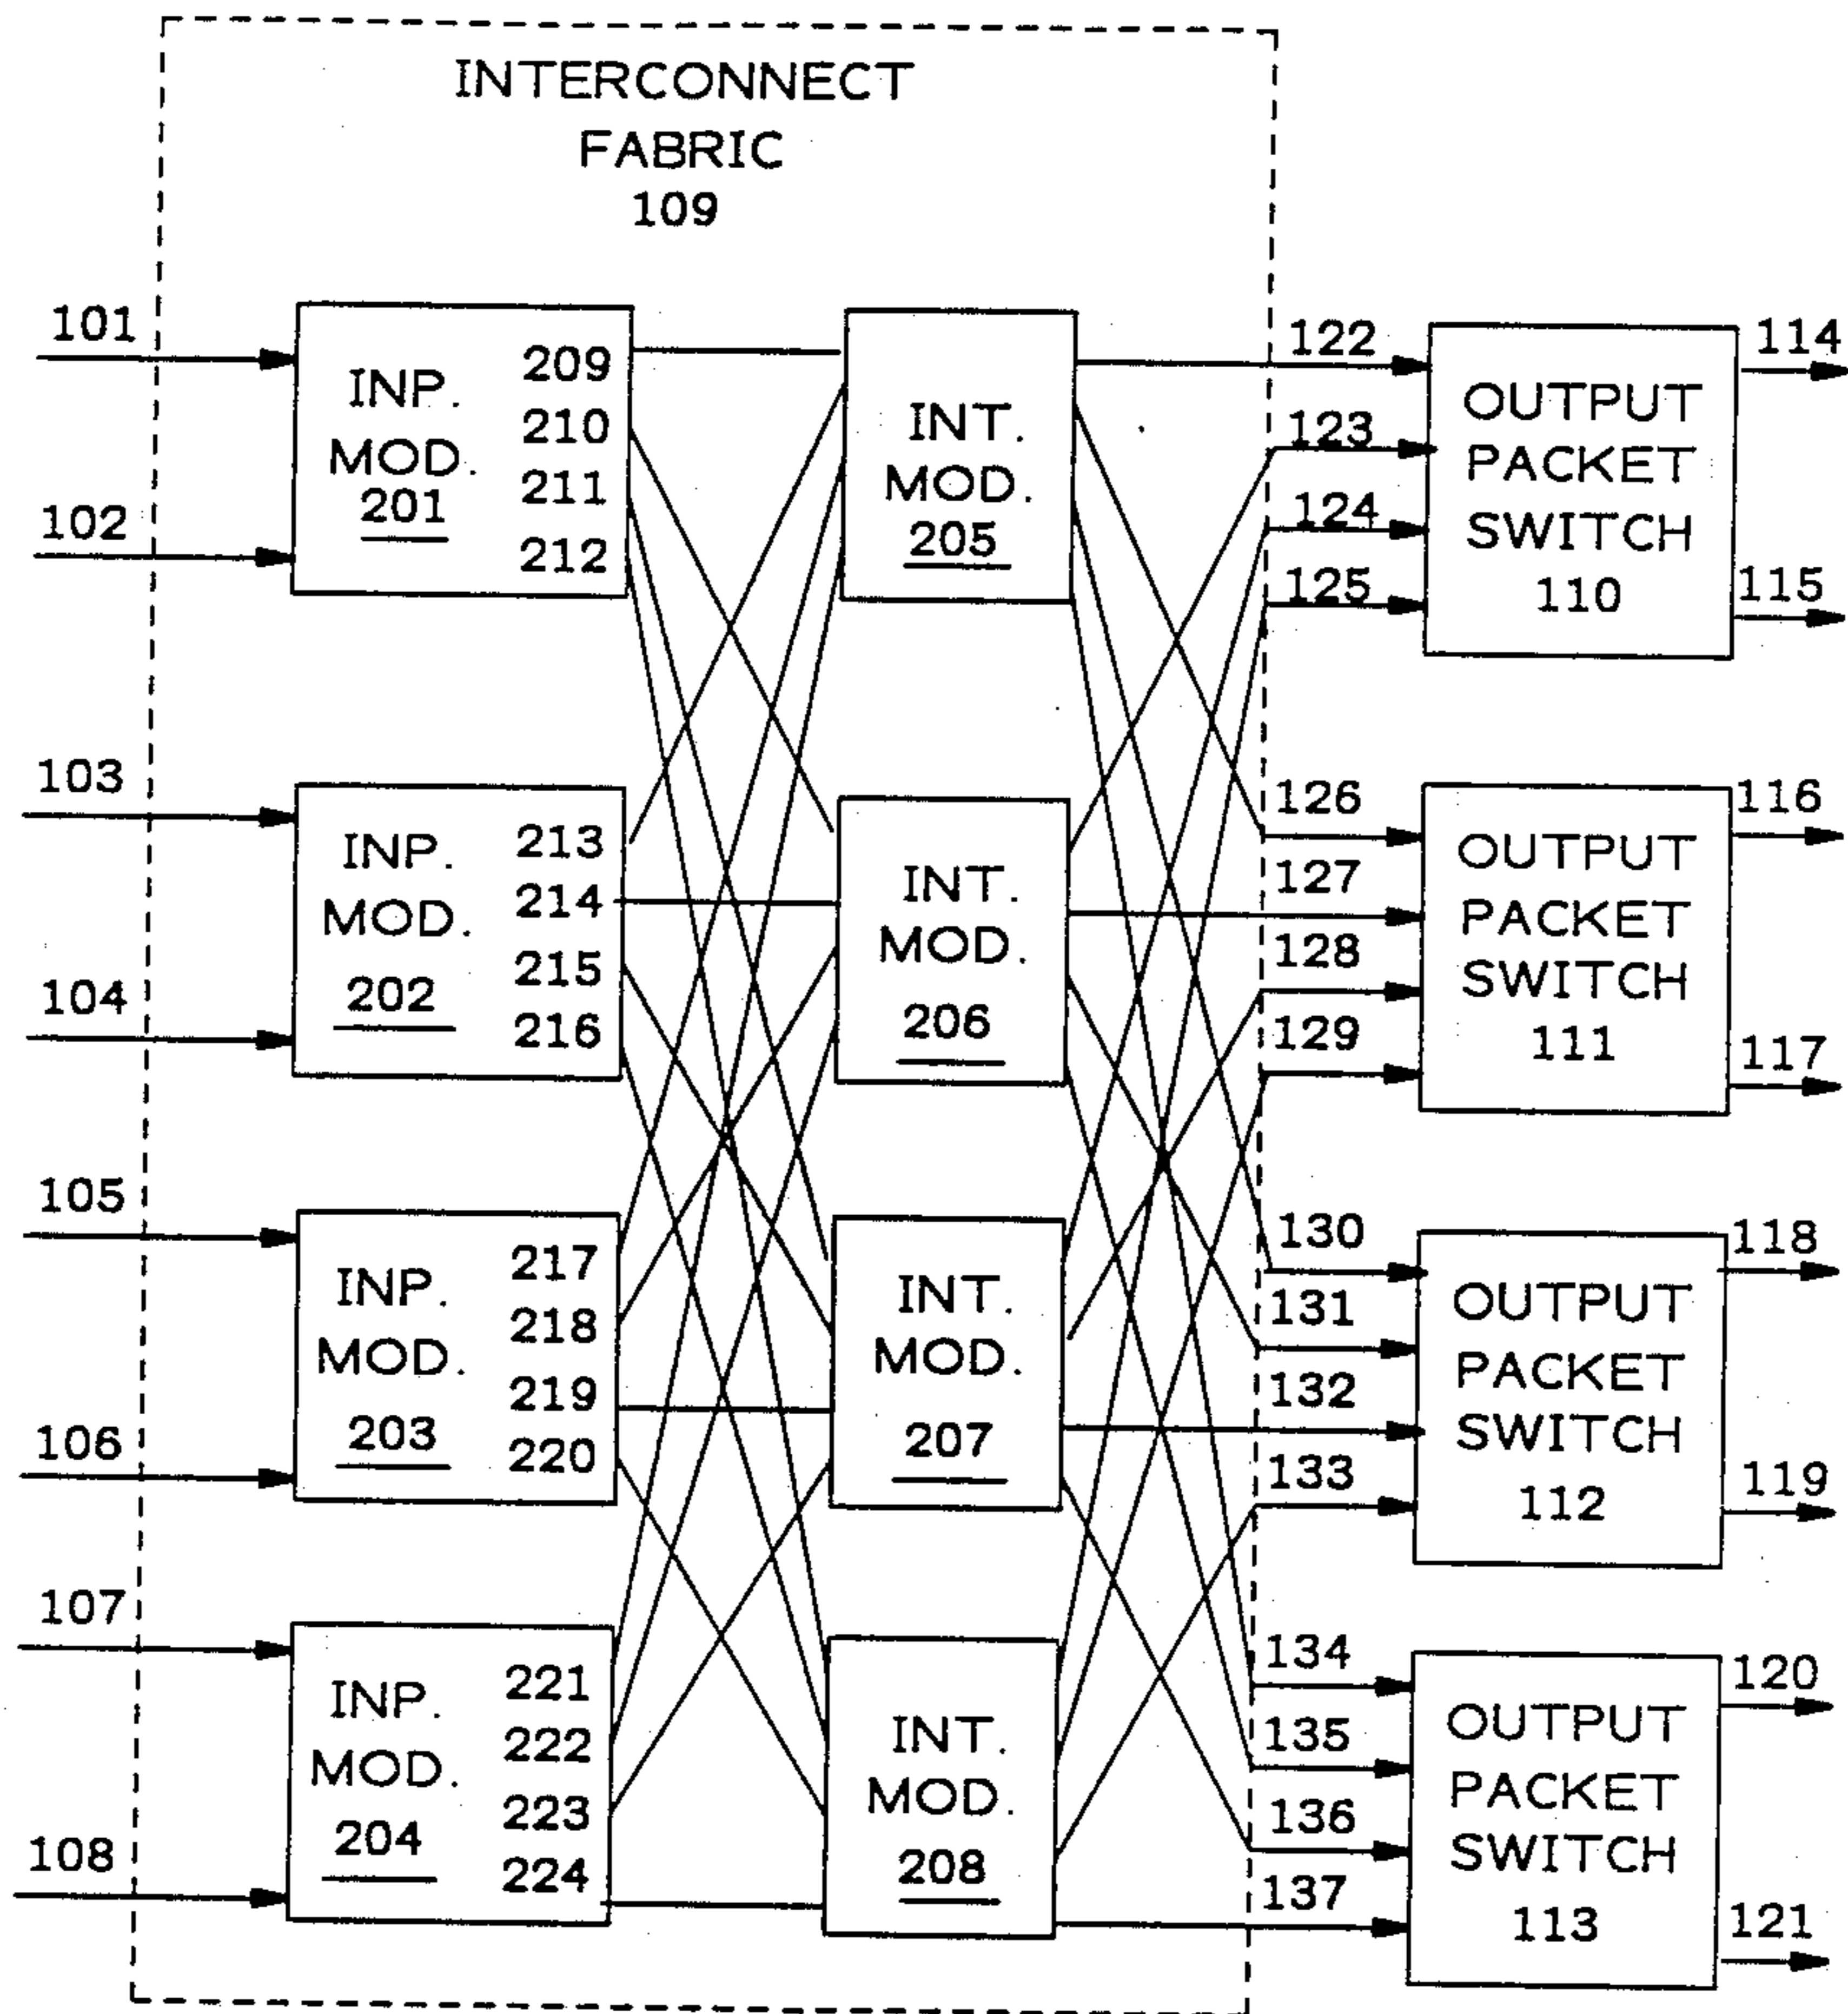 INTERCONNECT
FABRIC
109
101
102
INP.
MOD.
201
209
210
211
212
INT.
MOD.
205
122
123
124
125
OUTPUT
PACKET
SWITCH
110
114
115
103
104
INP.
MOD.
202
213
214
215
216
INT.
MOD.
206
126
127
128
129
OUTPUT
PACKET
SWITCH
111
116
117
105
106
INP.
MOD.
203
217
218
219
220
INT.
MOD.
207
130
131
132
133
OUTPUT
PACKET
SWITCH
112
118
119
107
108
INP.
MOD.
204
221
222
223
224
INT.
MOD.
208
134
135
136
137
OUTPUT
PACKET
SWITCH
113
120
121